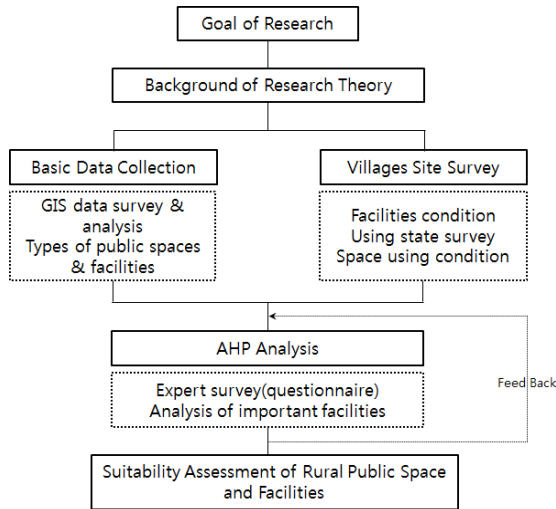 Goal of Research
Background of Research Theory
Basic Data Collection
GIS data survey &
analysis
Types of public spaces
& facilities
Villages Site Survey
Facilities condition
Using state survey
Space using condition
AHP Analysis
Expert survey(questionnaire)
Analysis of important facilities
Feed Back
Suitability Assessment of Rural Public Space
and Facilities